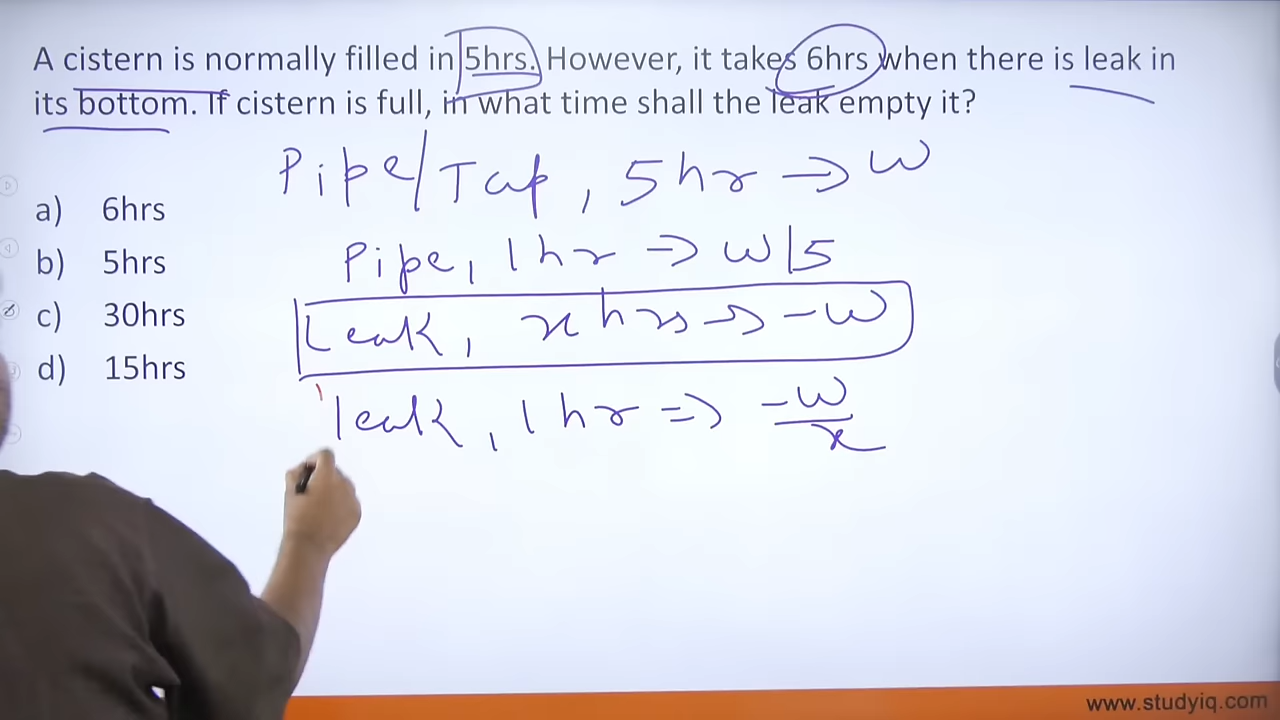 A cistern is normally filled in 5hrs. However, it takes 6hrs when there is leak in
its bottom. If cistern is full, in what time shall the leak empty it?
a) 6hrs
b) 5hrs
c) 30hrs
d) 15hrs
Pipe/Tap, 5hr → W
Pipe, 1hr ⇒ W/5
Leak, x hrs → -W
leak, 1hr ⇒ -W/x
www.studyiq.com